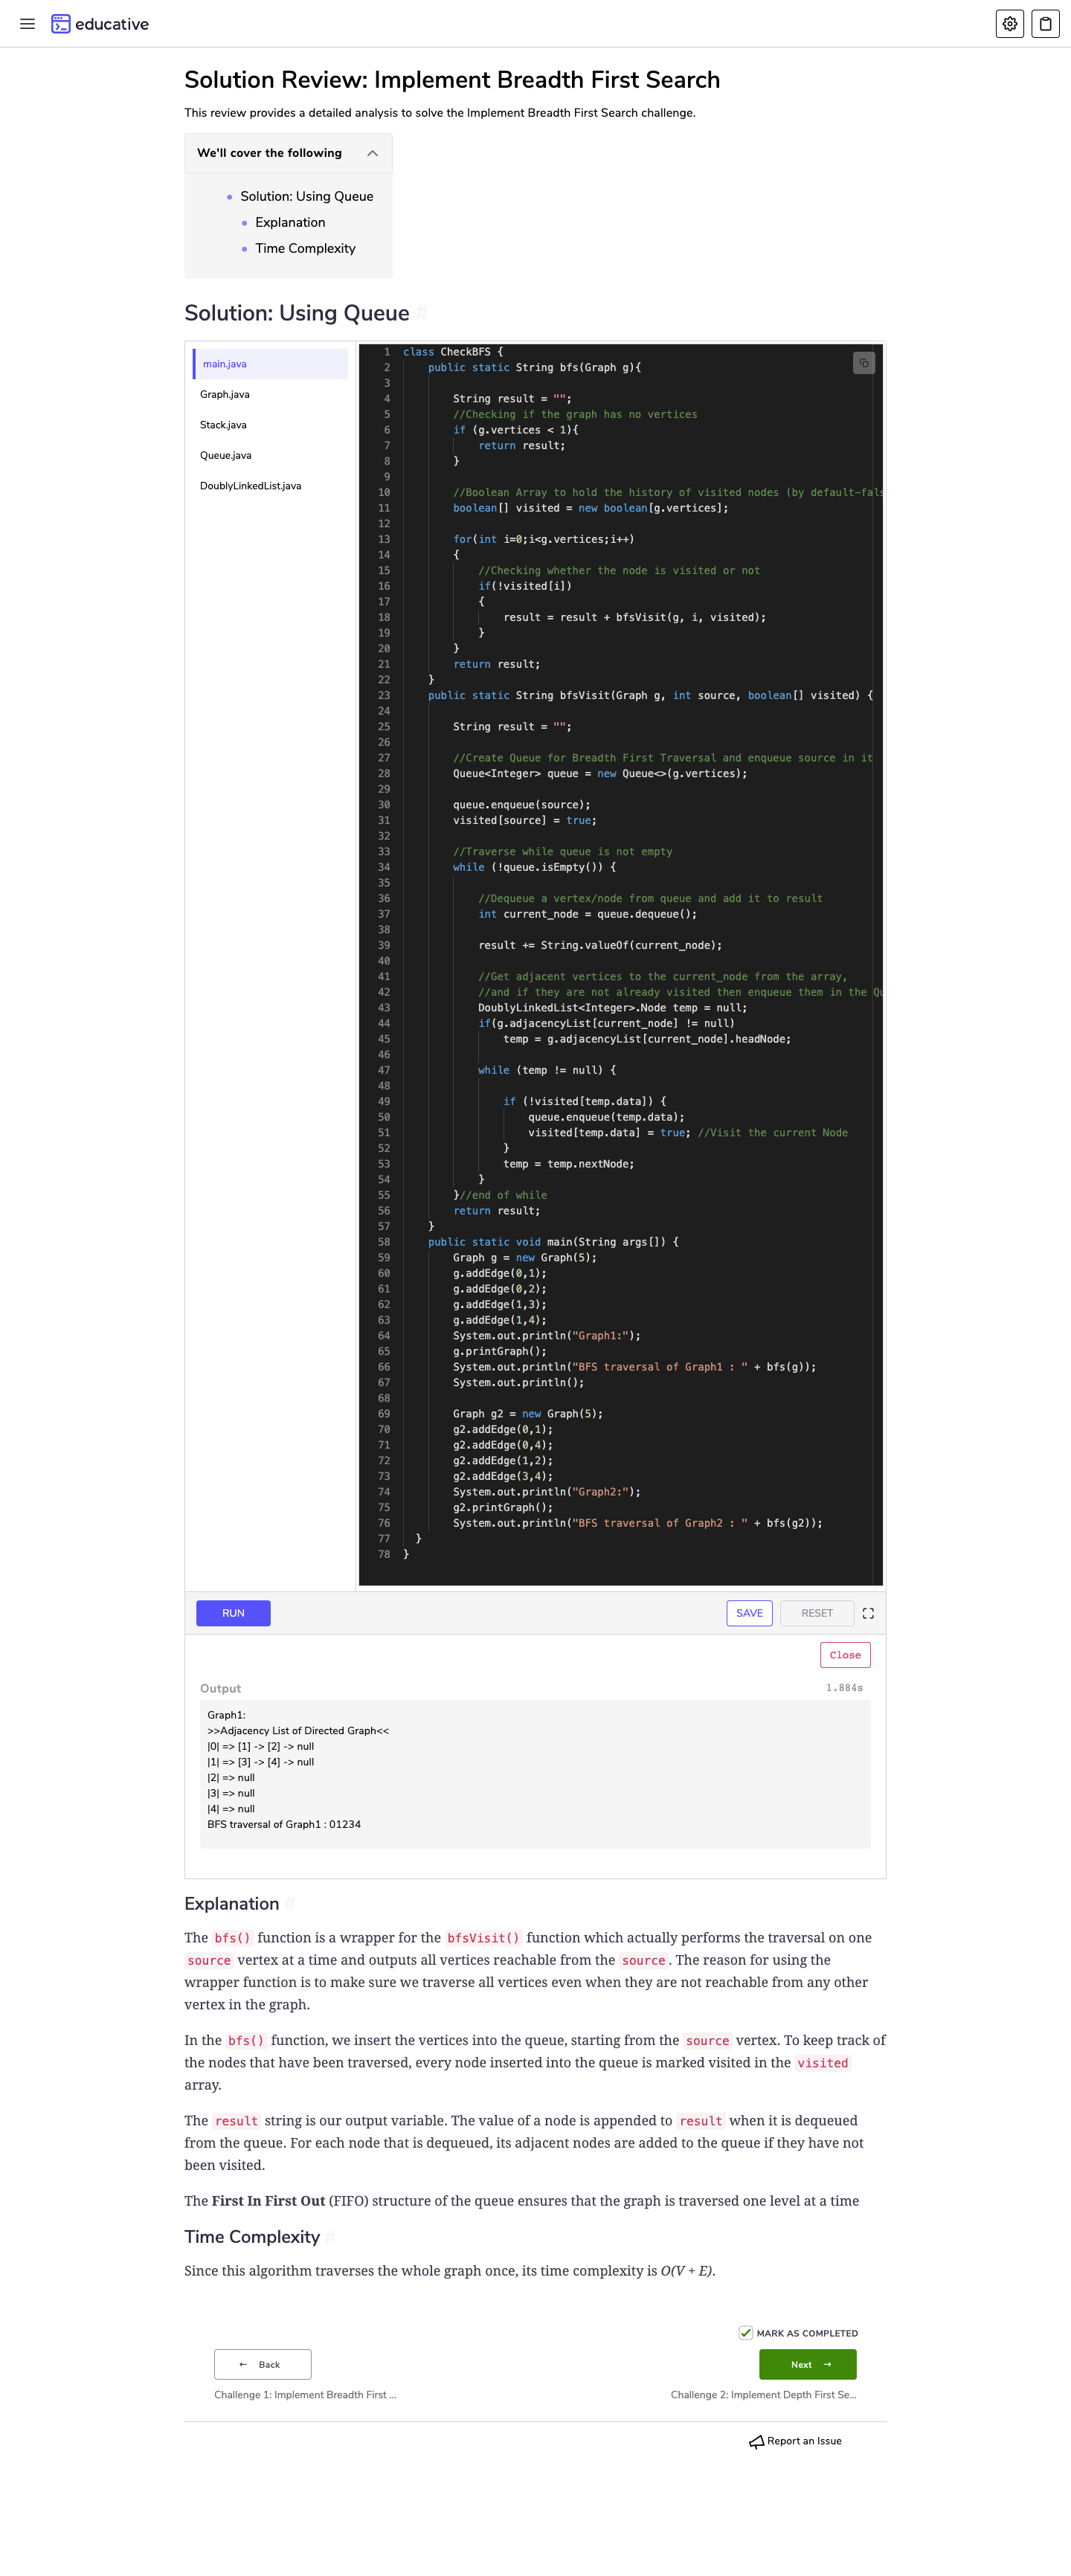 educative
Solution Review: Implement Breadth First Search
This review provides a detailed analysis to solve the Implement Breadth First Search challenge.
We'll cover the following
Solution: Using Queue
Explanation
Time Complexity
Solution: Using Queue #
main.java
Graph.java
Stack.java
Queue.java
DoublyLinkedList.java
1 class CheckBFS {
2 public static String bfs(Graph g){
3
4 String result = "";
5 //Checking if the graph has no vertices
6 if (g.vertices < 1){
7 return result;
8 }
9
10 //Boolean Array to hold the history of visited nodes (by default-fals
11 boolean[] visited = new boolean[g.vertices];
12
13 for(int i=0;i<g.vertices;i++)
14 {
15 //Checking whether the node is visited or not
16 if(!visited[i])
17 {
18 result = result + bfsVisit(g, i, visited);
19 }
20 }
21 return result;
22 }
23 public static String bfsVisit(Graph g, int source, boolean[] visited) {
24
25 String result = "";
26
27 //Create Queue for Breadth First Traversal and enqueue source in it
28 Queue<Integer> queue = new Queue<>(g.vertices);
29
30 queue.enqueue(source);
31 visited[source] = true;
32
33 //Traverse while queue is not empty
34 while (!queue.isEmpty()) {
35
36 //Dequeue a vertex/node from queue and add it to result
37 int current_node = queue.dequeue();
38
39 result += String.valueOf(current_node);
40
41 //Get adjacent vertices to the current_node from the array,
42 //and if they are not already visited then enqueue them in the Qu
43 DoublyLinkedList<Integer>.Node temp = null;
44 if(g.adjacencyList[current_node] != null)
45 temp = g.adjacencyList[current_node].headNode;
46
47 while (temp != null) {
48
49 if (!visited[temp.data]) {
50 queue.enqueue(temp.data);
51 visited[temp.data] = true; //Visit the current Node
52 }
53 temp = temp.nextNode;
54 }
55 }//end of while
56 return result;
57 }
58 public static void main(String args[]) {
59 Graph g = new Graph(5);
60 g.addEdge(0,1);
61 g.addEdge(0,2);
62 g.addEdge(1,3);
63 g.addEdge(1,4);
64 System.out.println("Graph1:");
65 g.printGraph();
66 System.out.println("BFS traversal of Graph1 : " + bfs(g));
67 System.out.println();
68
69 Graph g2 = new Graph(5);
70 g2.addEdge(0,1);
71 g2.addEdge(0,4);
72 g2.addEdge(1,2);
73 g2.addEdge(3,4);
74 System.out.println("Graph2:");
75 g2.printGraph();
76 System.out.println("BFS traversal of Graph2 : " + bfs(g2));
77 }
78 }
RUN
SAVE
RESET
Close
Output
1.884s
Graph1:
>>Adjacency List of Directed Graph<<
|0| => [1] -> [2] -> null
|1| => [3] -> [4] -> null
|2| => null
|3| => null
|4| => null
BFS traversal of Graph1 : 01234
Explanation #
The bfs() function is a wrapper for the bfsVisit() function which actually performs the traversal on one
source vertex at a time and outputs all vertices reachable from the source. The reason for using the
wrapper function is to make sure we traverse all vertices even when they are not reachable from any other
vertex in the graph.
In the bfs() function, we insert the vertices into the queue, starting from the source vertex. To keep track of
the nodes that have been traversed, every node inserted into the queue is marked visited in the visited
array.
The result string is our output variable. The value of a node is appended to result when it is dequeued
from the queue. For each node that is dequeued, its adjacent nodes are added to the queue if they have not
been visited.
The First In First Out (FIFO) structure of the queue ensures that the graph is traversed one level at a time
Time Complexity #
Since this algorithm traverses the whole graph once, its time complexity is O(V + E).
MARK AS COMPLETED
← Back
Next →
Challenge 1: Implement Breadth First ...
Challenge 2: Implement Depth First Se...
Report an Issue